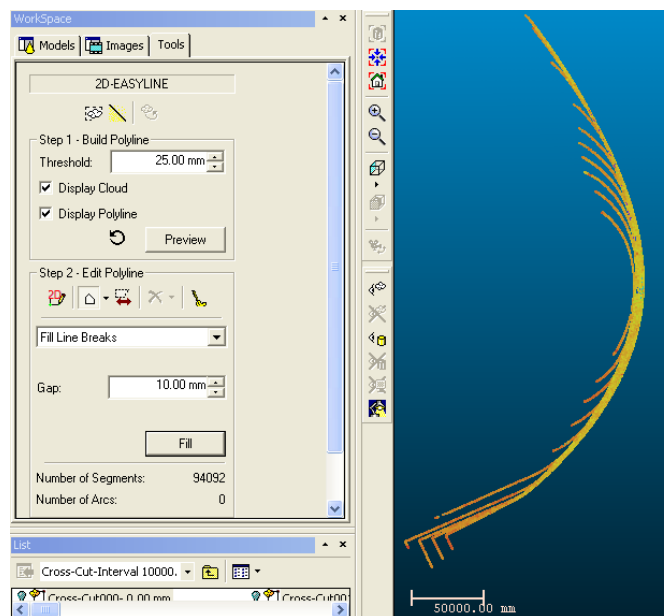 WorkSpace
Models Images Tools
2D-EASYLINE
Step 1 - Build Polyline
Threshold: 25.00 mm
Display Cloud
Display Polyline
Preview
Step 2 - Edit Polyline
2D
Fill Line Breaks
Gap: 10.00 mm
Fill
Number of Segments: 94092
Number of Arcs: 0
List
Cross-Cut-Interval 10000.
Cross-Cut000- 0.00 mm Cross-Cut00
50000.00 mm